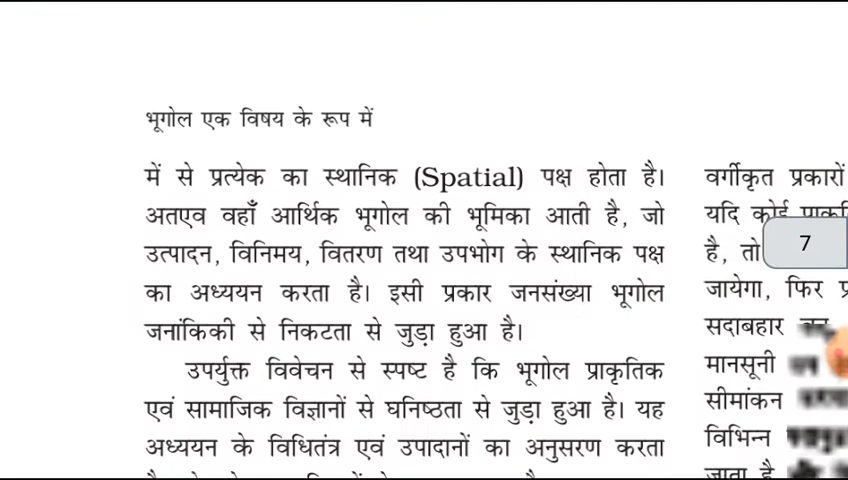 भूगोल एक विषय के रूप में
में से प्रत्येक का स्थानिक (Spatial) पक्ष होता है।
अतएव वहाँ आर्थिक भूगोल की भूमिका आती है, जो
उत्पादन, विनिमय, वितरण तथा उपभोग के स्थानिक पक्ष
का अध्ययन करता है। इसी प्रकार जनसंख्या भूगोल
जनांकिकी से निकटता से जुड़ा हुआ है।
उपर्युक्त विवेचन से स्पष्ट है कि भूगोल प्राकृतिक
एवं सामाजिक विज्ञानों से घनिष्ठता से जुड़ा हुआ है। यह
अध्ययन के विधितंत्र एवं उपादानों का अनुसरण करता
वर्गीकृत प्रकारों
यदि कोई
है, तो
7
जायेगा, फिर
सदाबहार
मानसूनी
सीमांकन
विभिन्न
जाता है